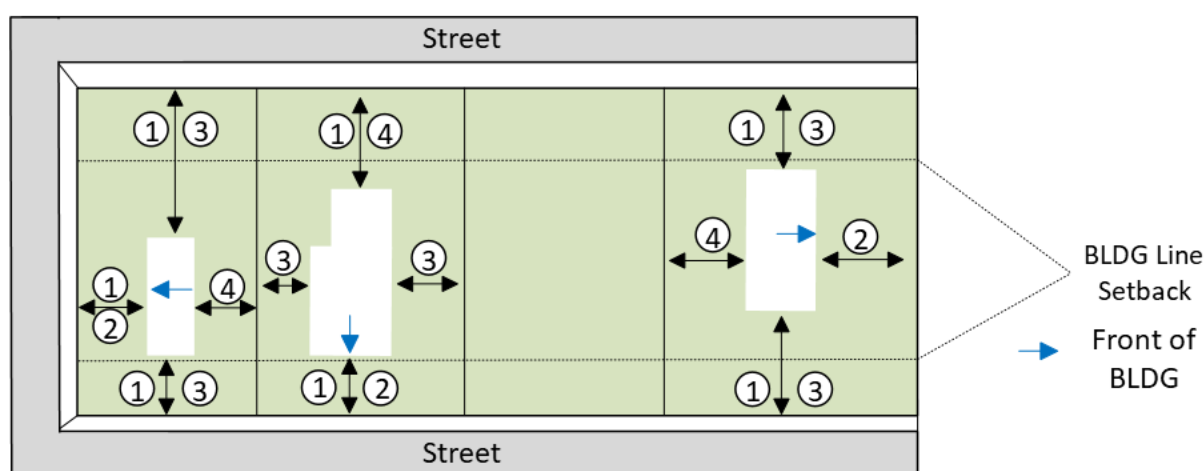 Street
① ③
① ④
① ③
③
③
④
②
①
②
④
① ③
① ②
① ③
BLDG Line
Setback
Front of
BLDG
Street